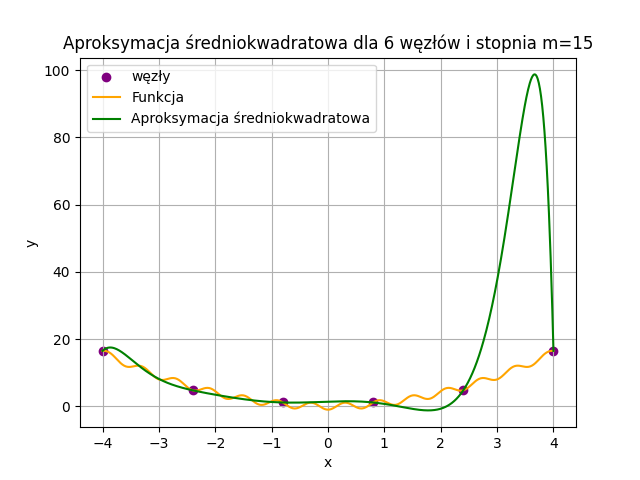 Aproksymacja średniokwadratowa dla 6 węzłów i stopnia m=15
węzły
Funkcja
Aproksymacja średniokwadratowa
100
80
60
40
20
0
y
−4 −3 −2 −1 0 1 2 3 4
x